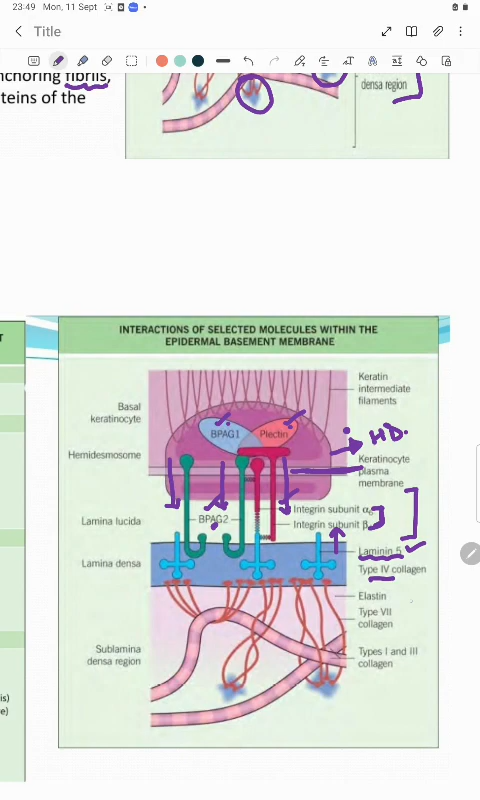 23:49 Mon, 11 Sept
Title
nchoring fibrils,
teins of the
densa region
INTERACTIONS OF SELECTED MOLECULES WITHIN THE
EPIDERMAL BASEMENT MEMBRANE
Keratin
intermediate
filaments
Basal
keratinocyte
BPAG1
Plectin
HD.
Hemidesmosome
Keratinocyte
plasma
membrane
Integrin subunit α6
BPAG2
Integrin subunit β
Lamina lucida
Laminin 5
Lamina densa
Type IV collagen
Elastin
Type VII
collagen
Sublamina
densa region
Types I and III
collagen
T
is)
e)